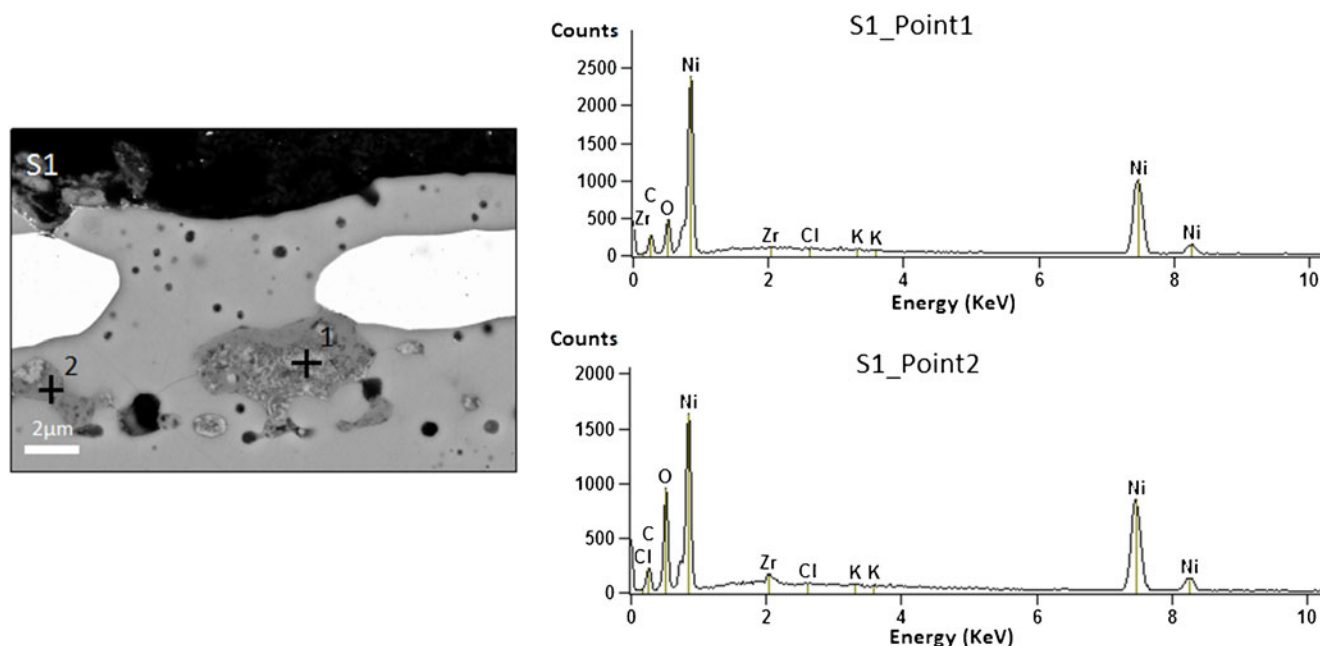 S1
1
2
2µm
S1_Point1
Counts
2500
2000
1500
1000
500
0
Ni
C
Zr
O
Zr
Cl
K
K
Ni
Ni
0
2
4
6
8
10
Energy (KeV)
S1_Point2
Counts
2000
1500
1000
500
0
Ni
O
C
Cl
Zr
Cl
K
K
Ni
Ni
0
2
4
6
8
10
Energy (KeV)